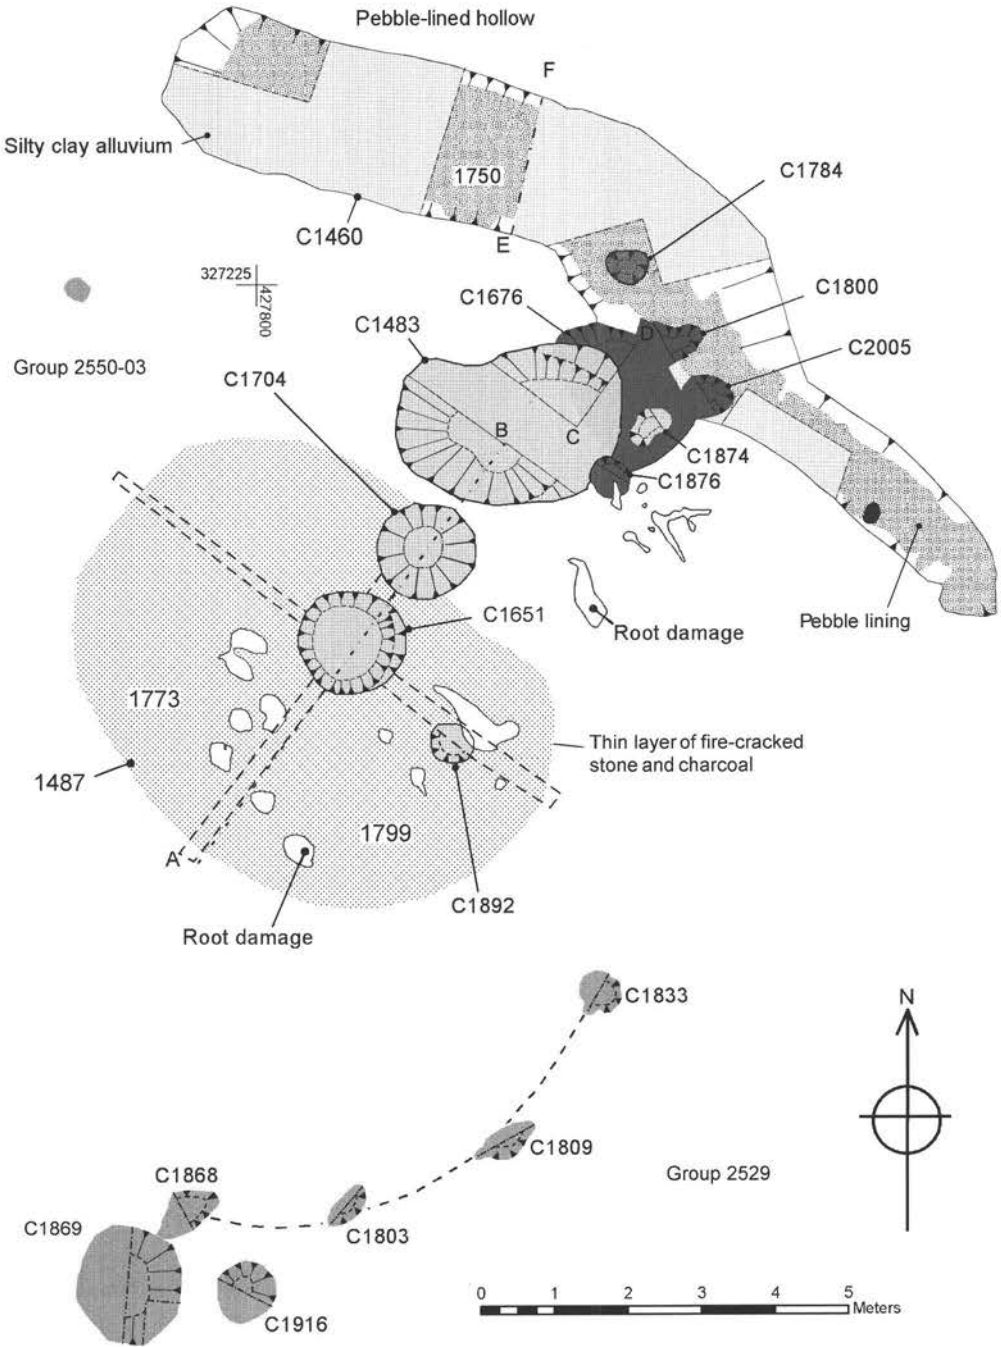 Pebble-lined hollow
F
Silty clay alluvium
1750
C1784
C1460
E
327225
427800
C1676
C1800
C1483
D
C2005
Group 2550-03
C1704
B
C
C1874
C1876
C1651
Root damage
Pebble lining
1773
Thin layer of fire-cracked
stone and charcoal
1487
1799
A
C1892
Root damage
C1833
N
C1809
Group 2529
C1868
C1869
C1803
C1916
0 1 2 3 4 5
Meters